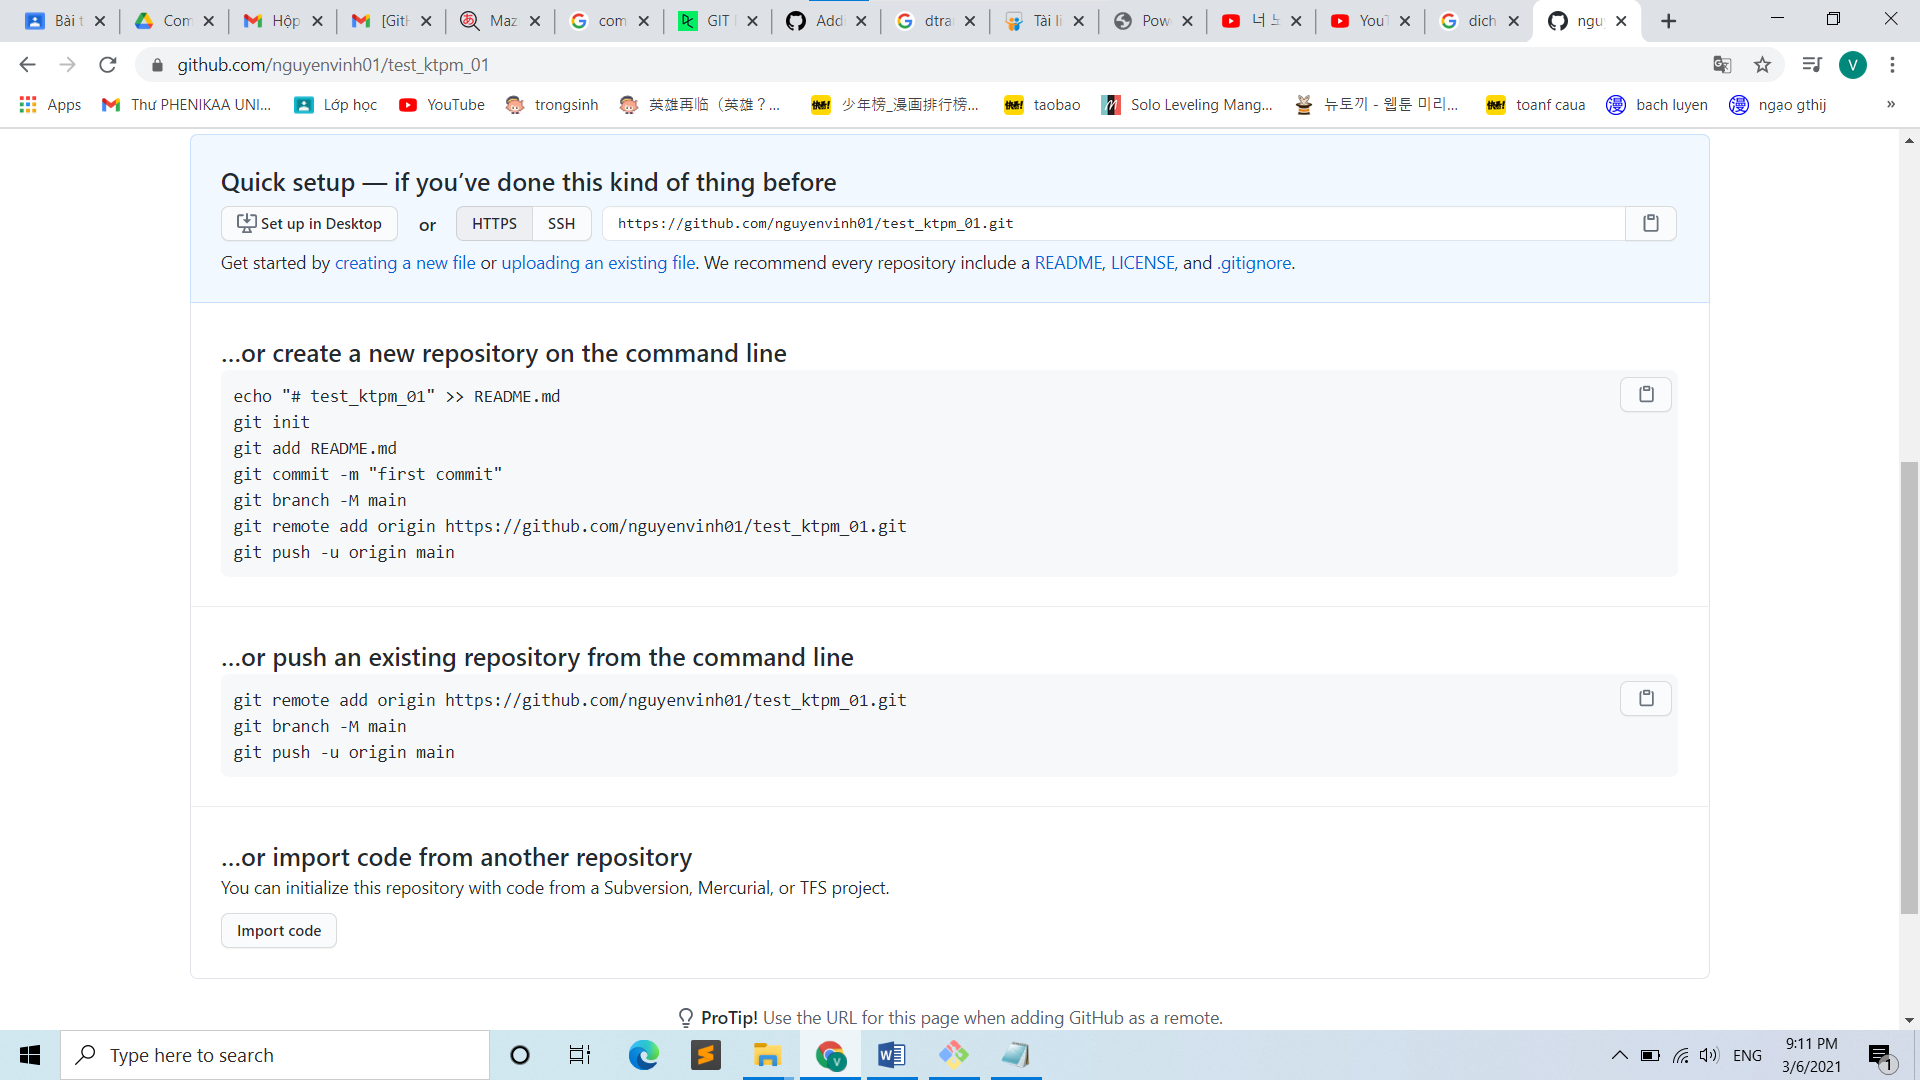 Bài t
Com
Hộp
[GitH
Maz
com
GIT
Addi
dtra
Tài li
Pow
너 노
YouT
dich
ngu
github.com/nguyenvinh01/test_ktpm_01
V
Apps
Thư PHENIKAA UNI...
Lớp học
YouTube
trongsinh
英雄再临（英雄？...
少年榜_漫画排行榜...
taobao
Solo Leveling Mang...
뉴토끼 - 웹툰 미리...
toanf caua
bach luyen
ngạo gthij
»
Quick setup — if you’ve done this kind of thing before
Set up in Desktop or HTTPS SSH https://github.com/nguyenvinh01/test_ktpm_01.git
Get started by creating a new file or uploading an existing file. We recommend every repository include a README, LICENSE, and .gitignore.
…or create a new repository on the command line
echo "# test_ktpm_01" >> README.md
git init
git add README.md
git commit -m "first commit"
git branch -M main
git remote add origin https://github.com/nguyenvinh01/test_ktpm_01.git
git push -u origin main
…or push an existing repository from the command line
git remote add origin https://github.com/nguyenvinh01/test_ktpm_01.git
git branch -M main
git push -u origin main
…or import code from another repository
You can initialize this repository with code from a Subversion, Mercurial, or TFS project.
Import code
ProTip! Use the URL for this page when adding GitHub as a remote.
Type here to search
ENG
9:11 PM
3/6/2021
1